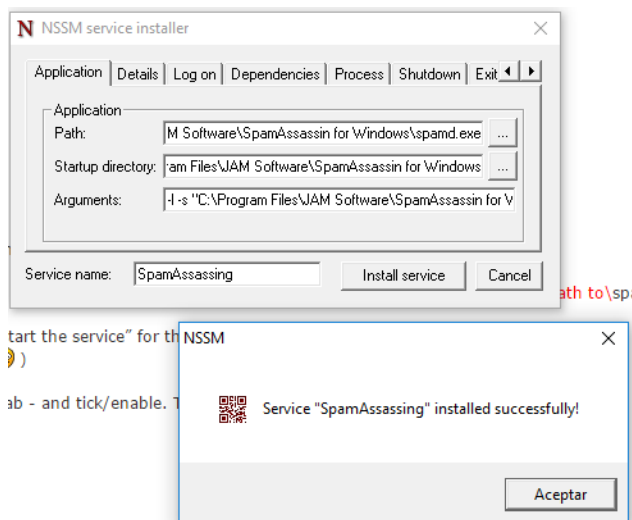 NSSM service installer
Application Details Log on Dependencies Process Shutdown Exit
Application
Path: M Software\SpamAssassin for Windows\spamd.exe ...
Startup directory: ram Files\JAM Software\SpamAssassin for Windows ...
Arguments: -l -s "C:\Program Files\JAM Software\SpamAssassin for
Service name: SpamAssassing Install service Cancel
ath to\spa
tart the service" for th
)
ab - and tick/enable.
NSSM
Service "SpamAssassing" installed successfully!
Aceptar